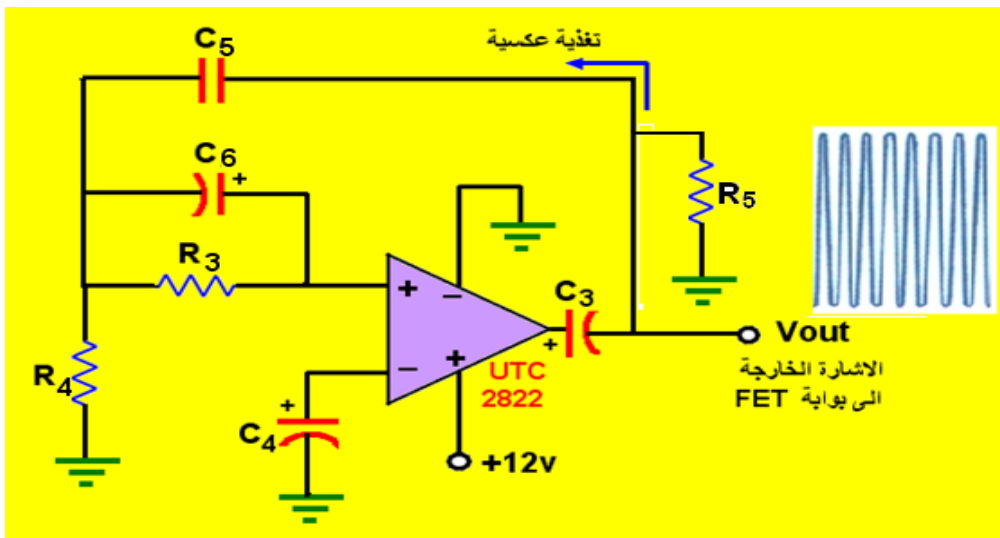 C5
تغذية عكسية
C6
+
R5
R3
+
−
C3
+
Vout
R4
−
+
UTC
2822
الاشارة الخارجة
الى بوابة FET
+
C4
+12v